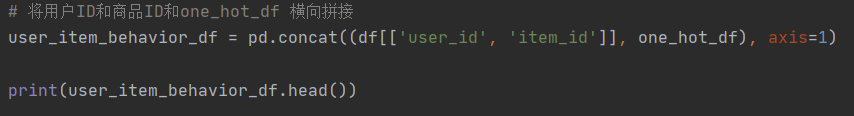 # 将用户ID和商品ID和one_hot_df 横向拼接
user_item_behavior_df = pd.concat((df[['user_id', 'item_id']], one_hot_df), axis=1)
print(user_item_behavior_df.head())